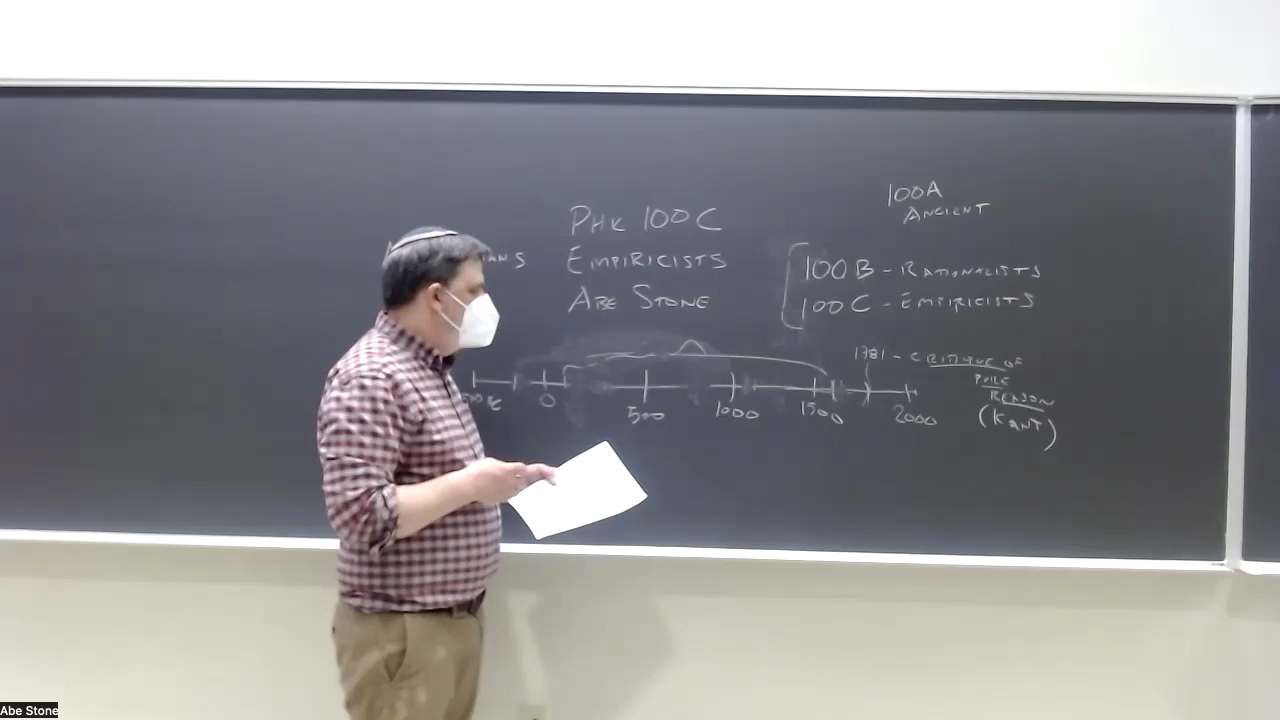 100A
ANCIENT
PHIL 100C
EMPIRICISTS
ABE STONE
100B - RATIONALISTS
100C - EMPIRICISTS
1781 - CRITIQUE OF
PURE
REASON
(KANT)
0 500 1000 1500 2000
Abe Stone